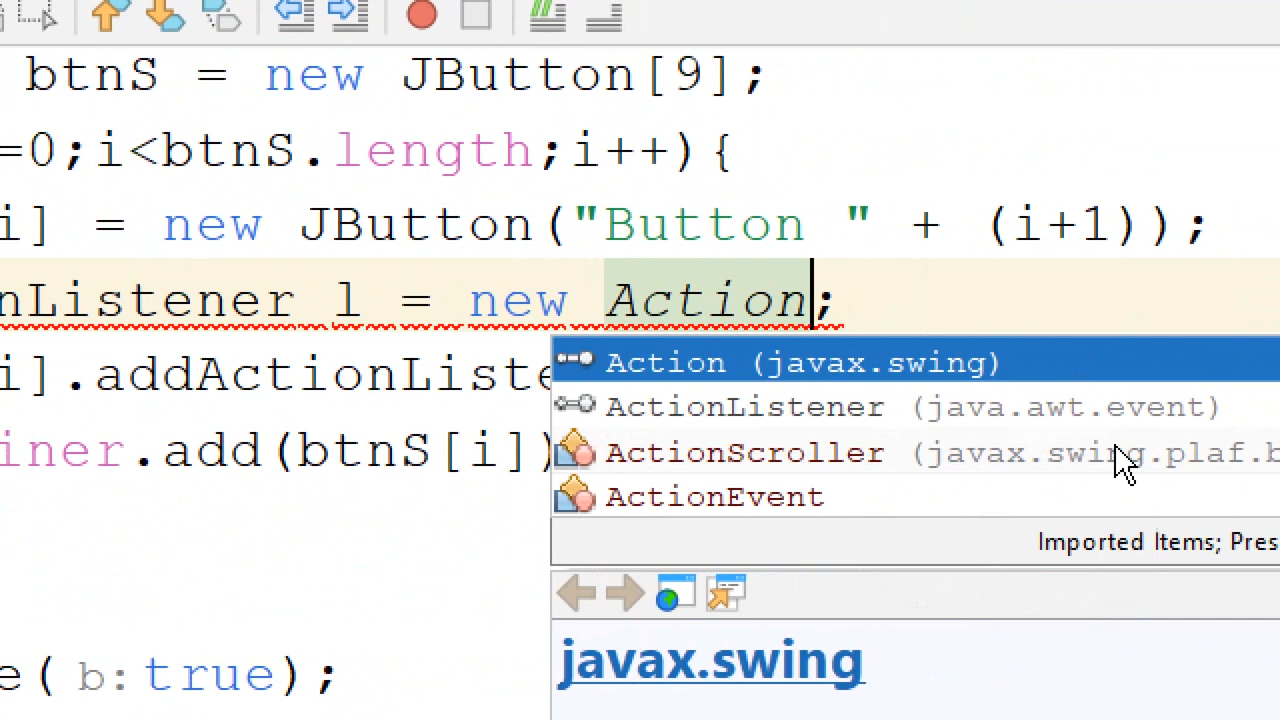 btnS = new JButton[9];
=0;i<btnS.length;i++){
i] = new JButton("Button " + (i+1));
nListener l = new Action;
i].addActionListe
iner.add(btnS[i])
e( b:true);
Action (javax.swing)
ActionListener (java.awt.event)
ActionScroller (javax.swing.plaf.b
ActionEvent
Imported Items; Pres
javax.swing